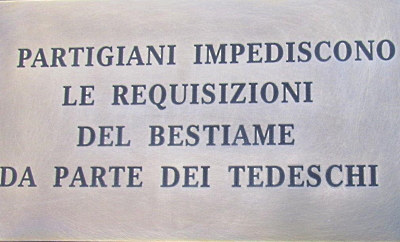 PARTIGIANI IMPEDISCONO
LE REQUISIZIONI
DEL BESTIAME
DA PARTE DEI TEDESCHI